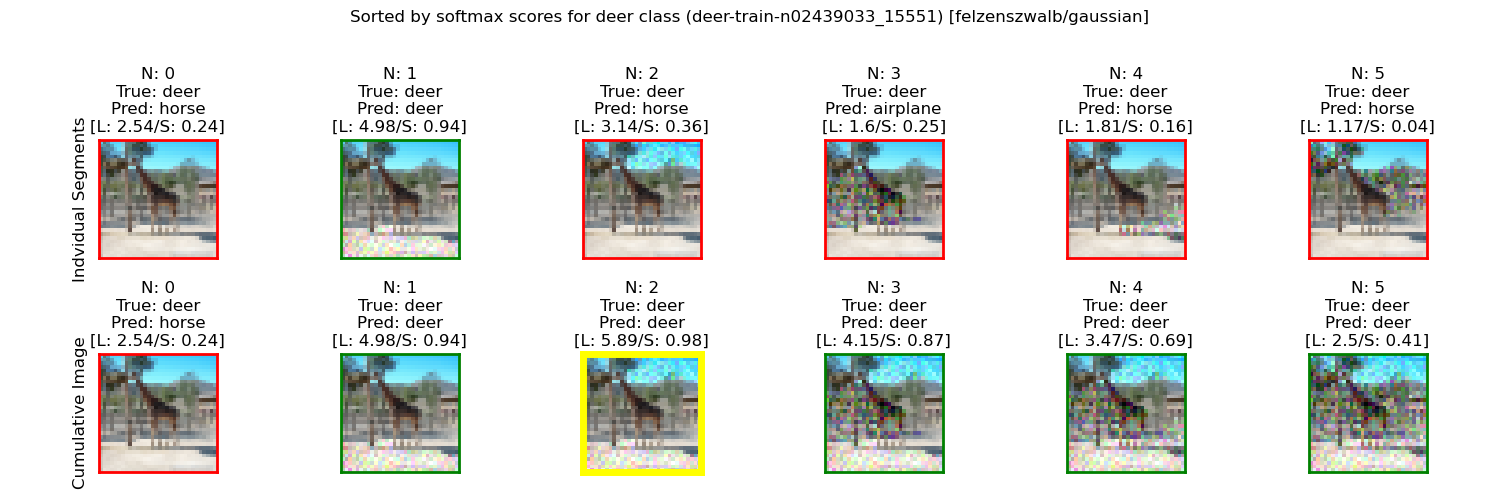 Sorted by softmax scores for deer class (deer-train-n02439033_15551) [felzenszwalb/gaussian]
Indvidual Segments
N: 0
True: deer
Pred: horse
[L: 2.54/S: 0.24]
N: 1
True: deer
Pred: deer
[L: 4.98/S: 0.94]
N: 2
True: deer
Pred: horse
[L: 3.14/S: 0.36]
N: 3
True: deer
Pred: airplane
[L: 1.6/S: 0.25]
N: 4
True: deer
Pred: horse
[L: 1.81/S: 0.16]
N: 5
True: deer
Pred: horse
[L: 1.17/S: 0.04]
Cumulative Image
N: 0
True: deer
Pred: horse
[L: 2.54/S: 0.24]
N: 1
True: deer
Pred: deer
[L: 4.98/S: 0.94]
N: 2
True: deer
Pred: deer
[L: 5.89/S: 0.98]
N: 3
True: deer
Pred: deer
[L: 4.15/S: 0.87]
N: 4
True: deer
Pred: deer
[L: 3.47/S: 0.69]
N: 5
True: deer
Pred: deer
[L: 2.5/S: 0.41]